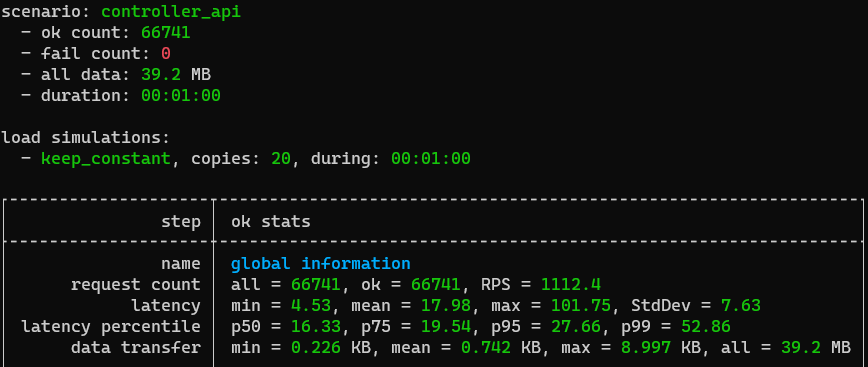 scenario: controller_api
- ok count: 66741
- fail count: 0
- all data: 39.2 MB
- duration: 00:01:00
load simulations:
- keep_constant, copies: 20, during: 00:01:00
step ok stats
name global information
request count all = 66741, ok = 66741, RPS = 1112.4
latency min = 4.53, mean = 17.98, max = 101.75, StdDev = 7.63
latency percentile p50 = 16.33, p75 = 19.54, p95 = 27.66, p99 = 52.86
data transfer min = 0.226 KB, mean = 0.742 KB, max = 8.997 KB, all = 39.2 MB